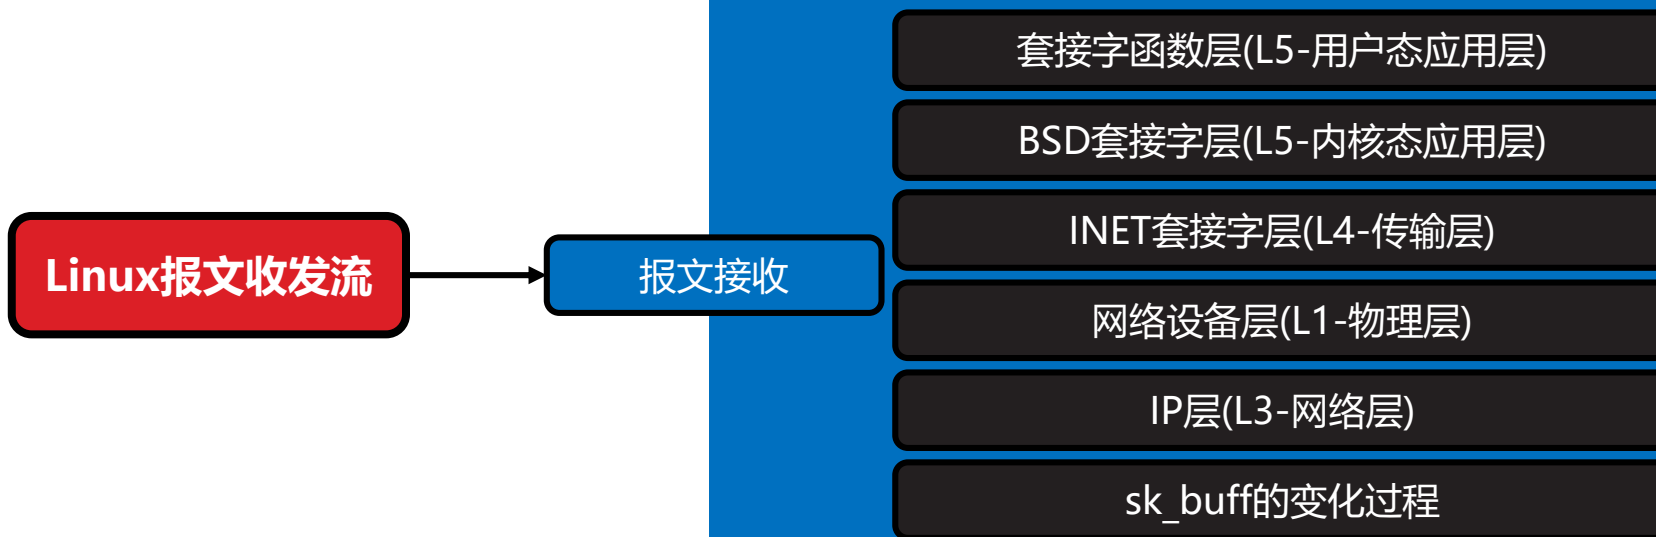 套接字函数层(L5-用户态应用层)
BSD套接字层(L5-内核态应用层)
INET套接字层(L4-传输层)
Linux报文收发流
报文接收
网络设备层(L1-物理层)
IP层(L3-网络层)
sk_buff的变化过程